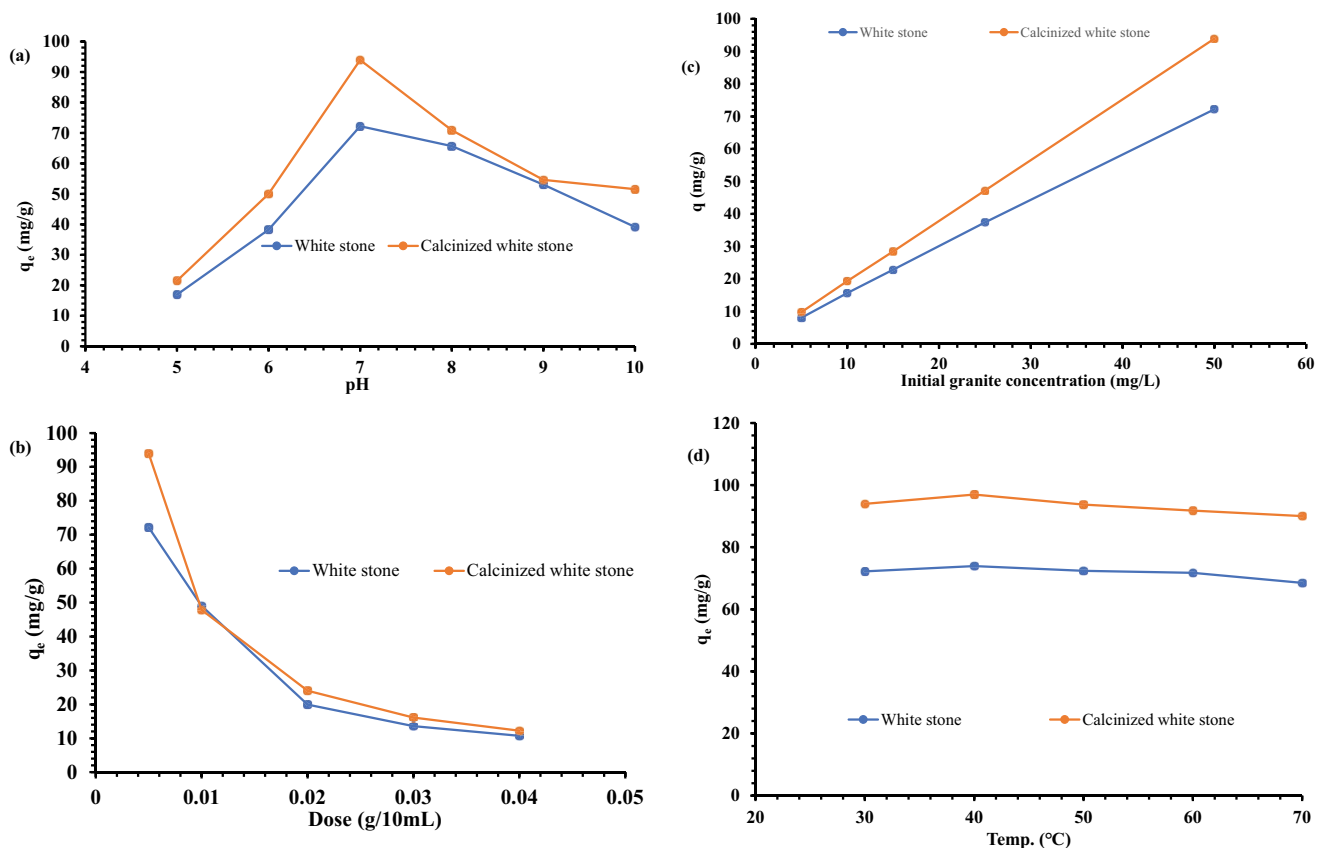 (a)
100
90
80
70
60
50
40
30
20
10
0
q_e (mg/g)
White stone
Calcinized white stone
4 5 6 7 8 9 10
pH
(c)
100
90
80
70
60
50
40
30
20
10
0
q (mg/g)
White stone
Calcinized white stone
0 10 20 30 40 50 60
Initial granite concentration (mg/L)
(b)
100
90
80
70
60
50
40
30
20
10
0
q_e (mg/g)
White stone
Calcinized white stone
0 0.01 0.02 0.03 0.04 0.05
Dose (g/10mL)
(d)
120
100
80
60
40
20
0
q_e (mg/g)
White stone
Calcinized white stone
20 30 40 50 60 70
Temp. (°C)